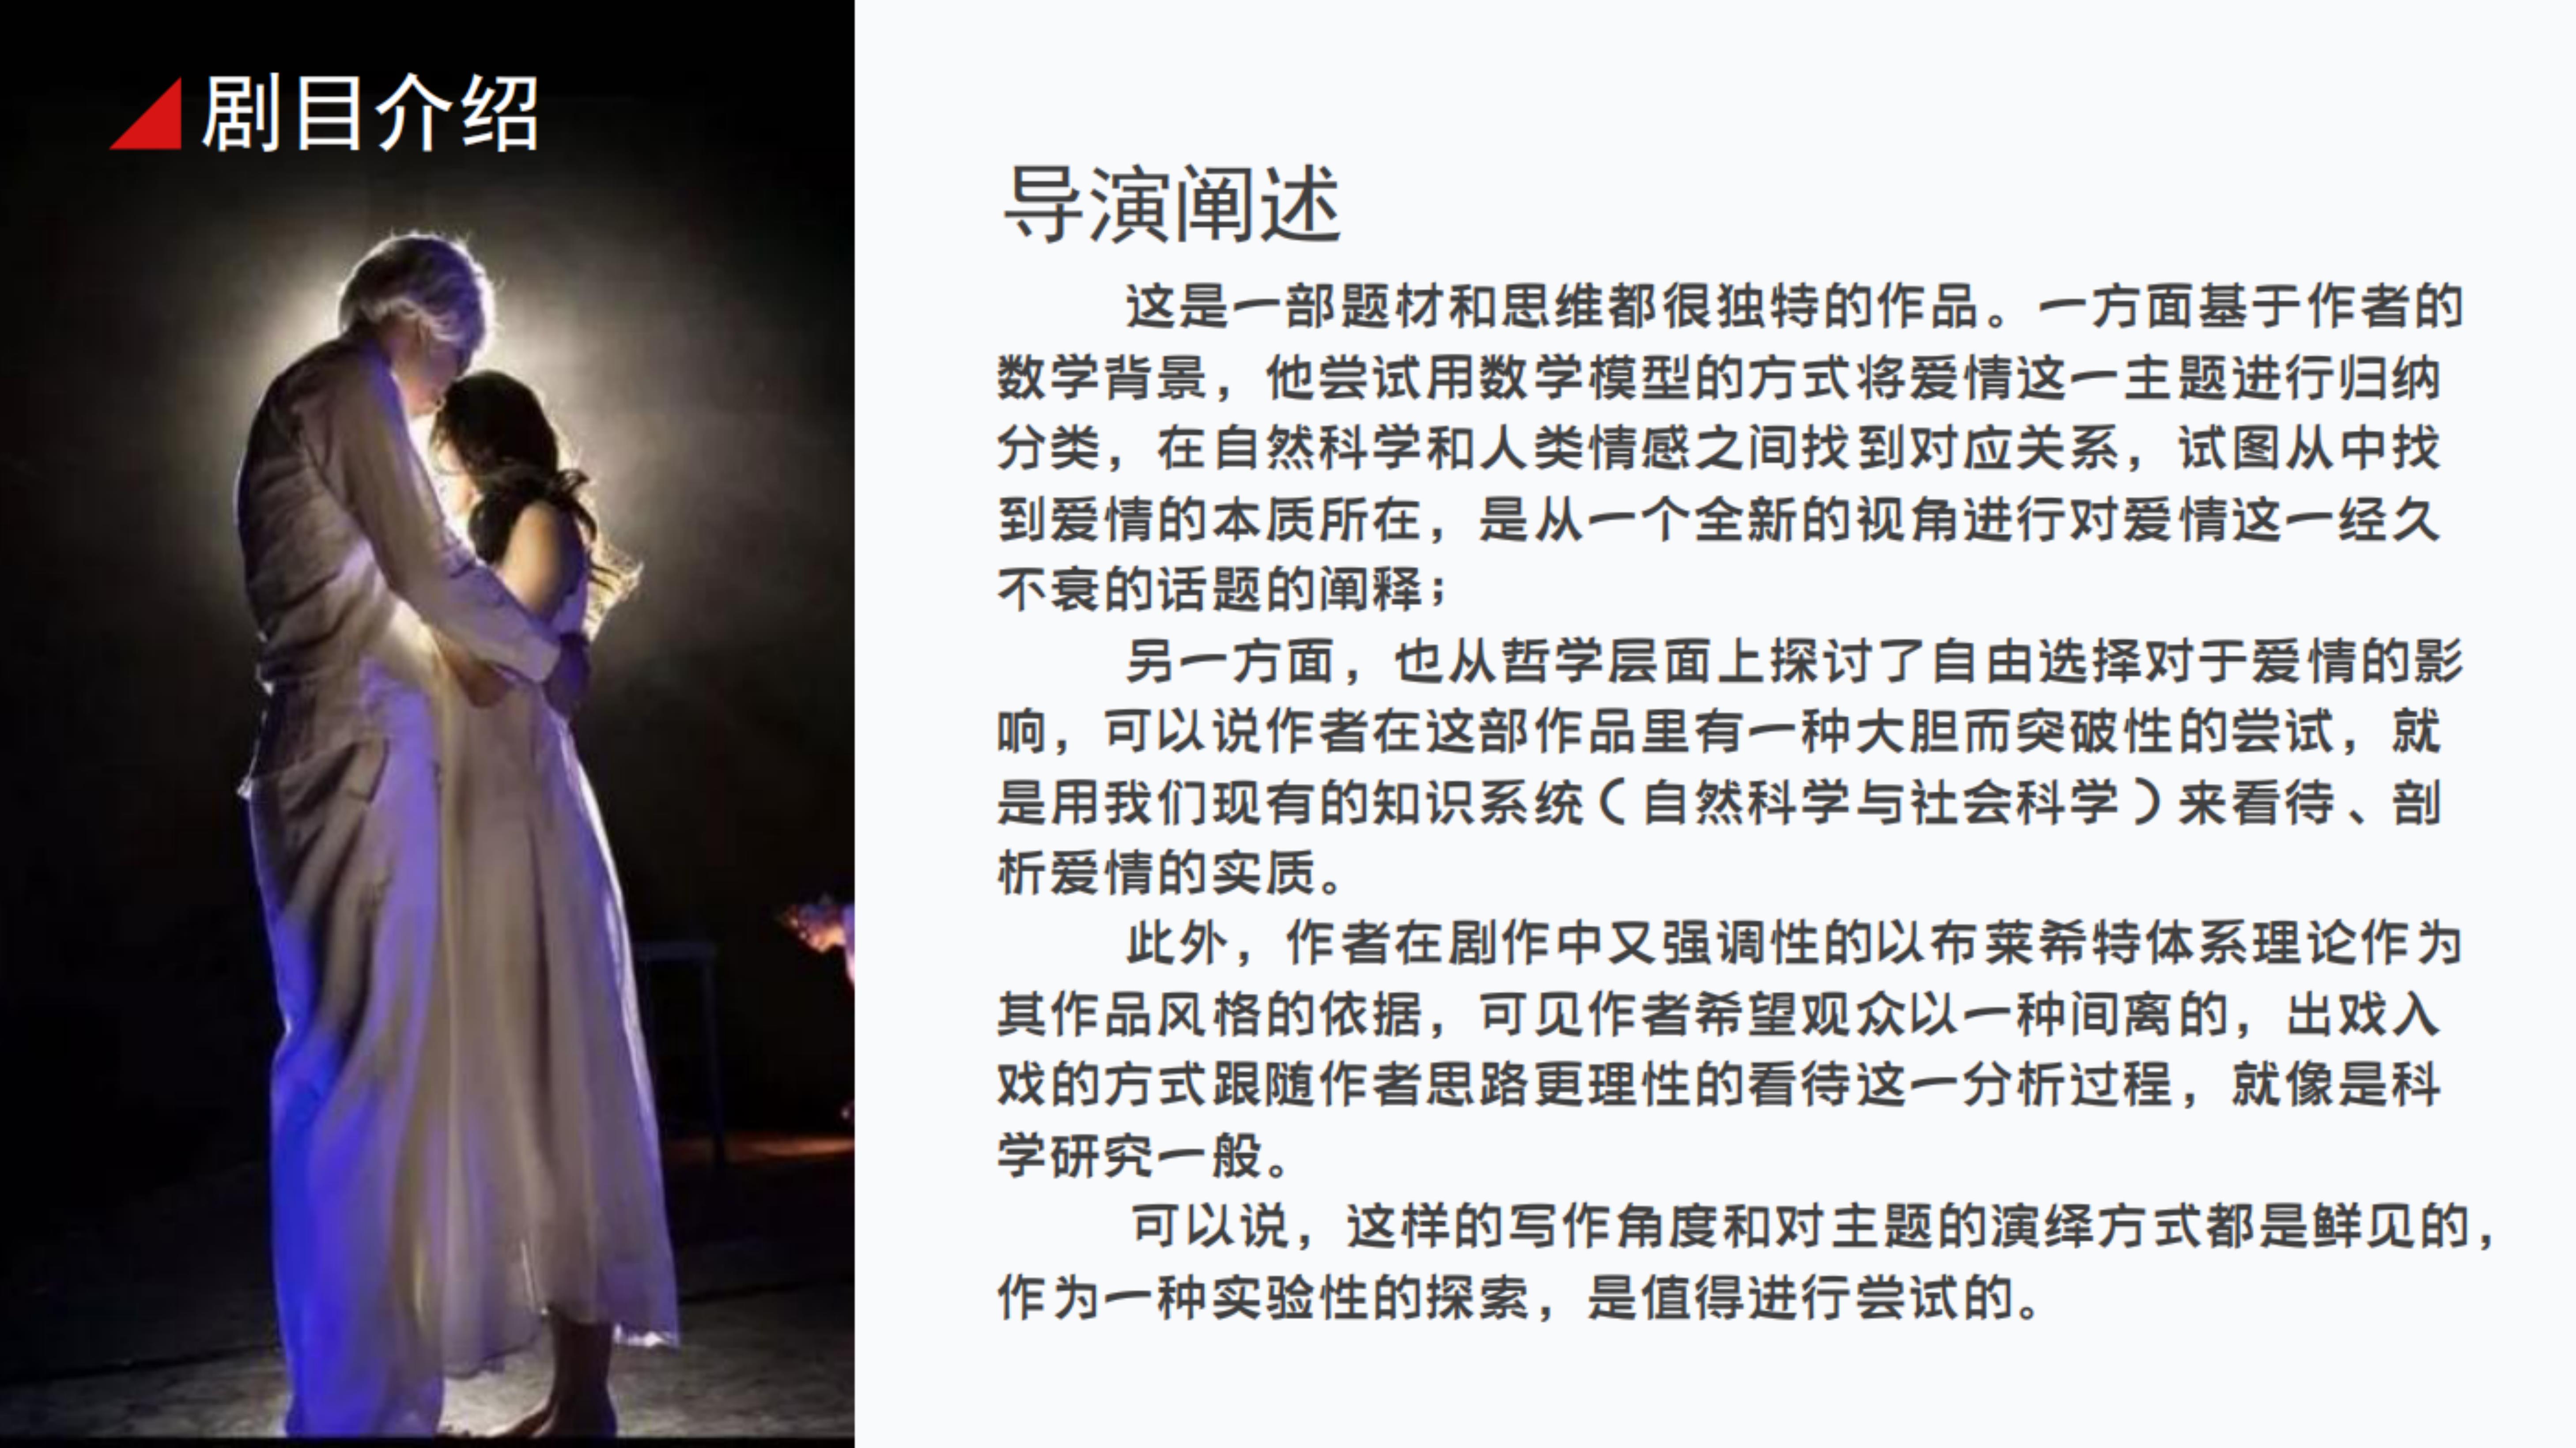 剧目介绍
导演阐述
这是一部题材和思维都很独特的作品。一方面基于作者的
数学背景，他尝试用数学模型的方式将爱情这一主题进行归纳
分类，在自然科学和人类情感之间找到对应关系，试图从中找
到爱情的本质所在，是从一个全新的视角进行对爱情这一经久
不衰的话题的阐释；
另一方面，也从哲学层面上探讨了自由选择对于爱情的影
响，可以说作者在这部作品里有一种大胆而突破性的尝试，就
是用我们现有的知识系统（自然科学与社会科学）来看待、剖
析爱情的实质。
此外，作者在剧作中又强调性的以布莱希特体系理论作为
其作品风格的依据，可见作者希望观众以一种间离的，出戏入
戏的方式跟随作者思路更理性的看待这一分析过程，就像是科
学研究一般。
可以说，这样的写作角度和对主题的演绎方式都是鲜见的，
作为一种实验性的探索，是值得进行尝试的。